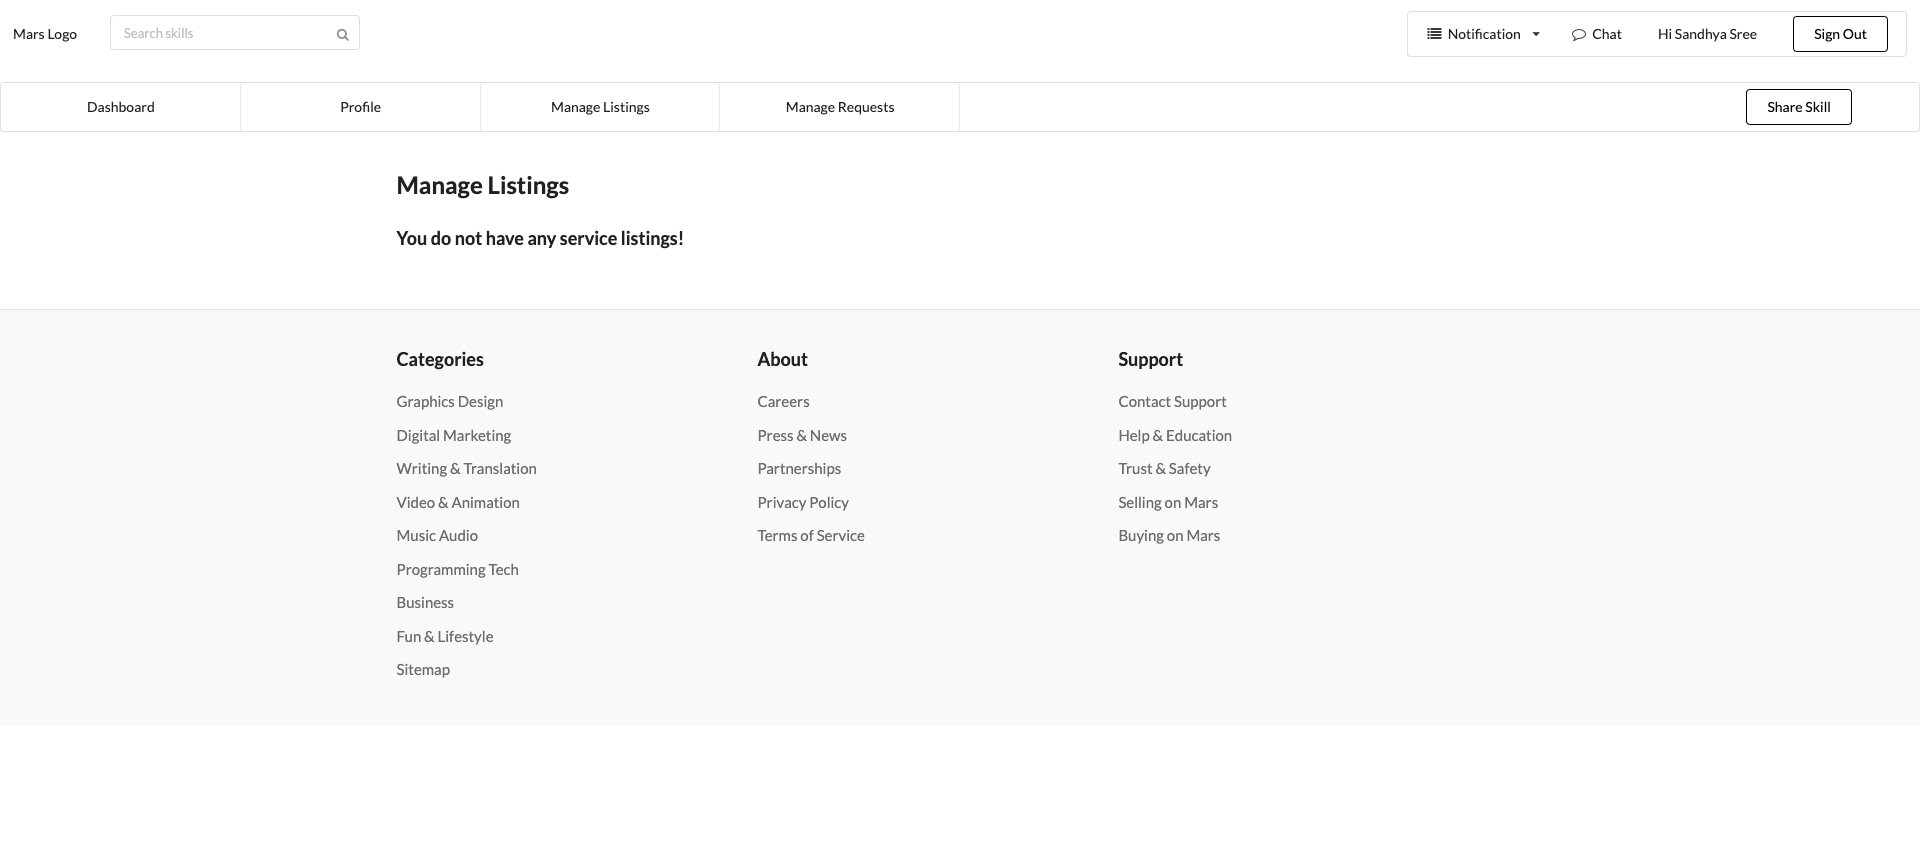 Mars Logo
Search skills
Notification
Chat
Hi Sandhya Sree
Sign Out
Dashboard
Profile
Manage Listings
Manage Requests
Share Skill
Manage Listings
You do not have any service listings!
Categories
Graphics Design
Digital Marketing
Writing & Translation
Video & Animation
Music Audio
Programming Tech
Business
Fun & Lifestyle
Sitemap
About
Careers
Press & News
Partnerships
Privacy Policy
Terms of Service
Support
Contact Support
Help & Education
Trust & Safety
Selling on Mars
Buying on Mars